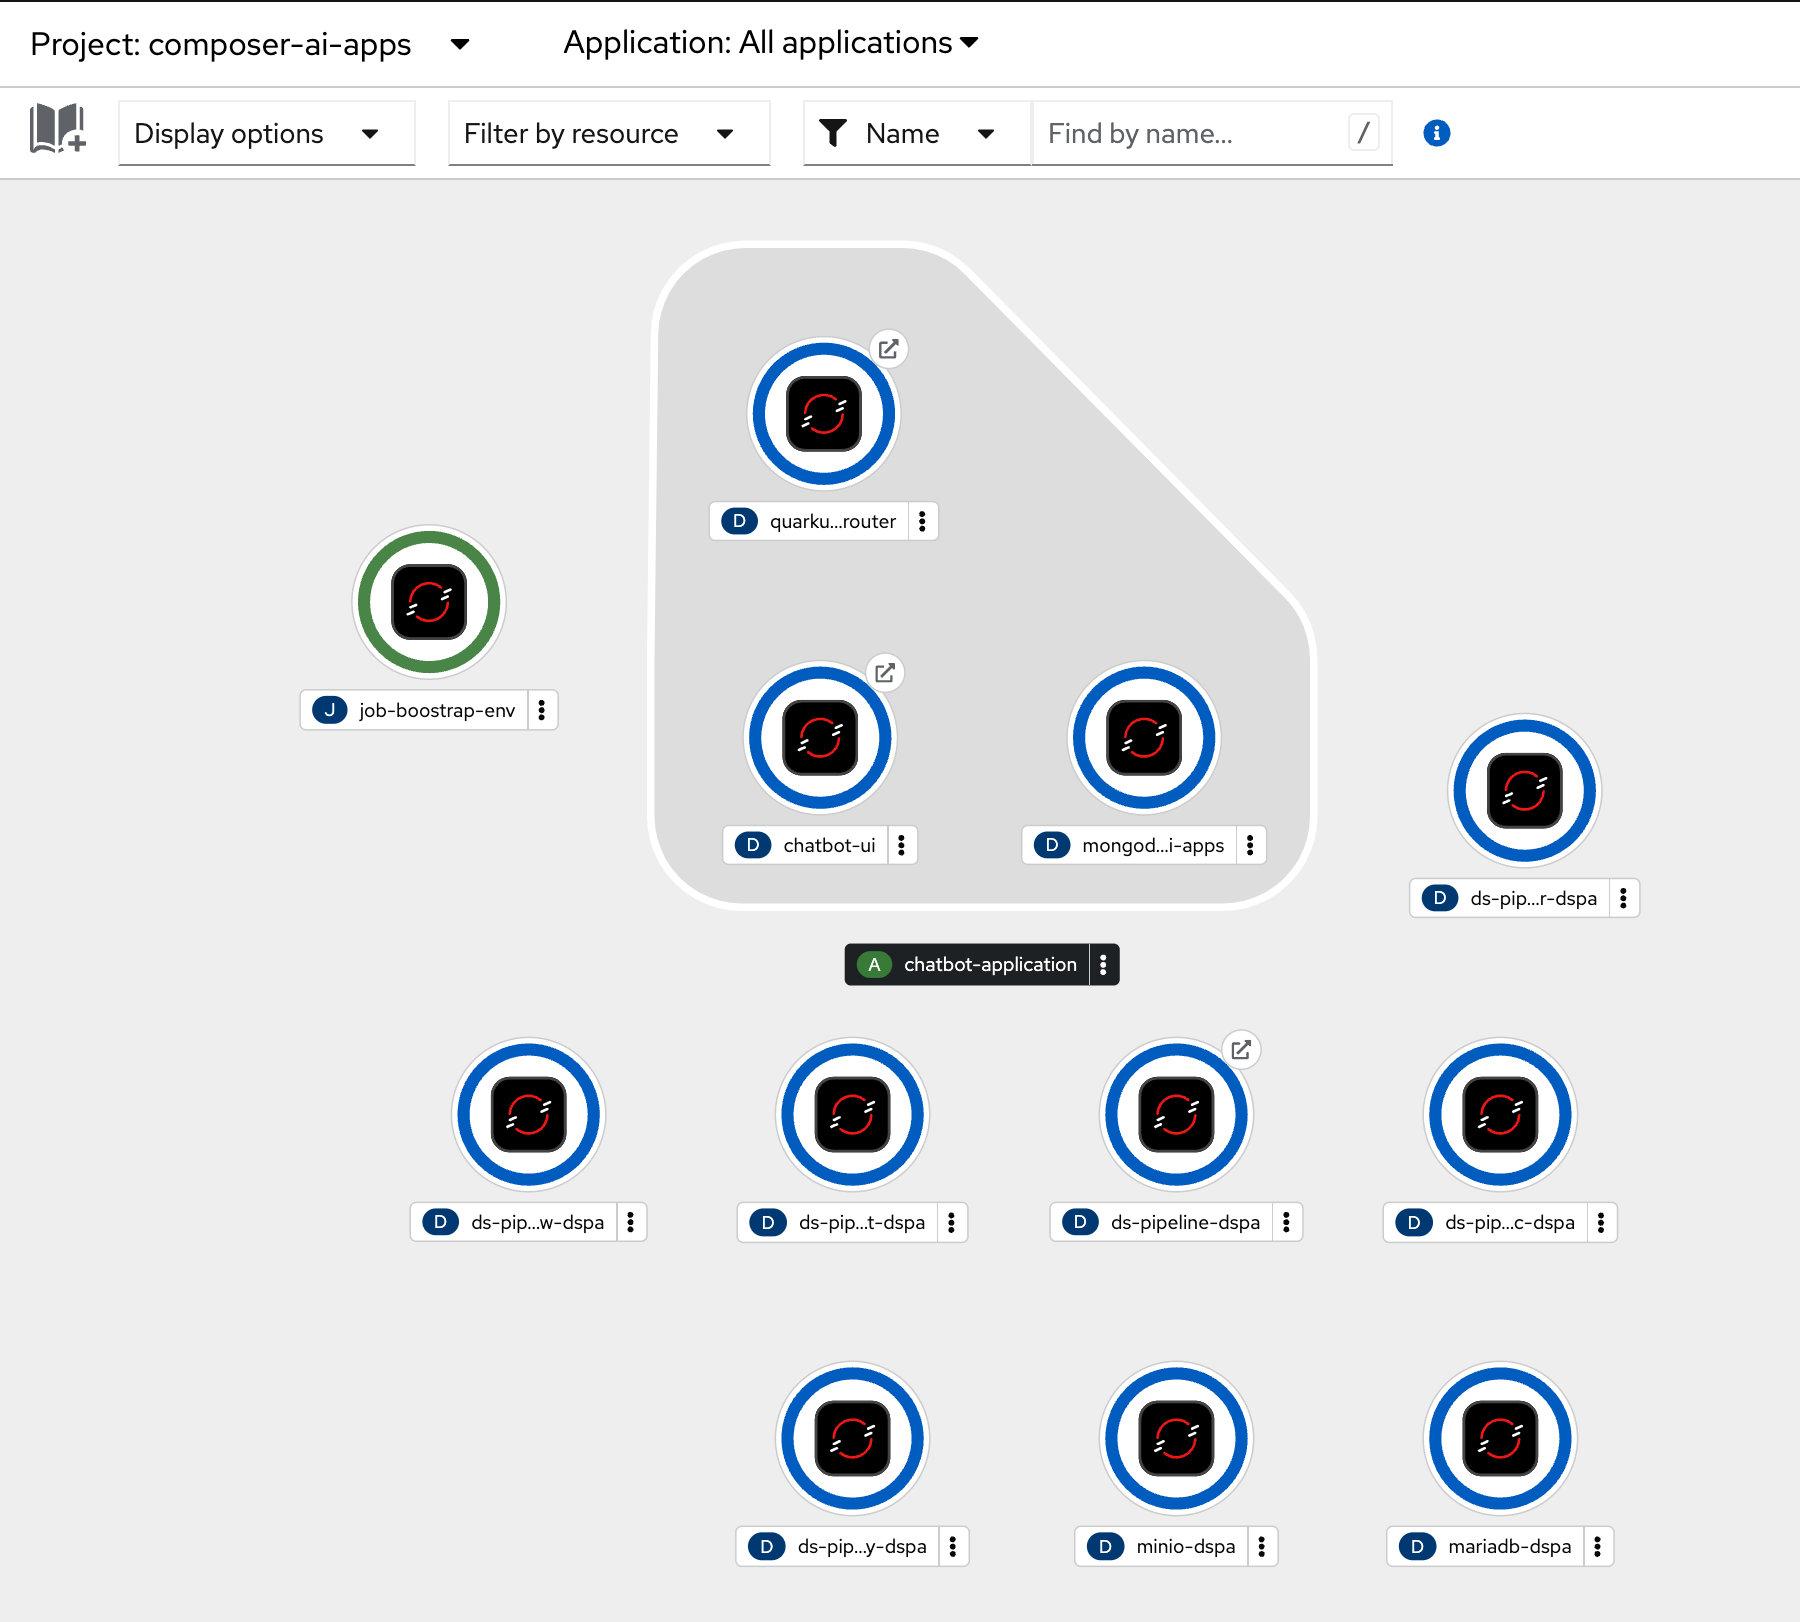 Project: composer-ai-apps
Application: All applications
Display options
Filter by resource
Name
Find by name...
/
D quarku...router
J job-boostrap-env
D chatbot-ui
D mongod...i-apps
D ds-pip...r-dspa
A chatbot-application
D ds-pip...w-dspa
D ds-pip...t-dspa
D ds-pipeline-dspa
D ds-pip...c-dspa
D ds-pip...y-dspa
D minio-dspa
D mariadb-dspa